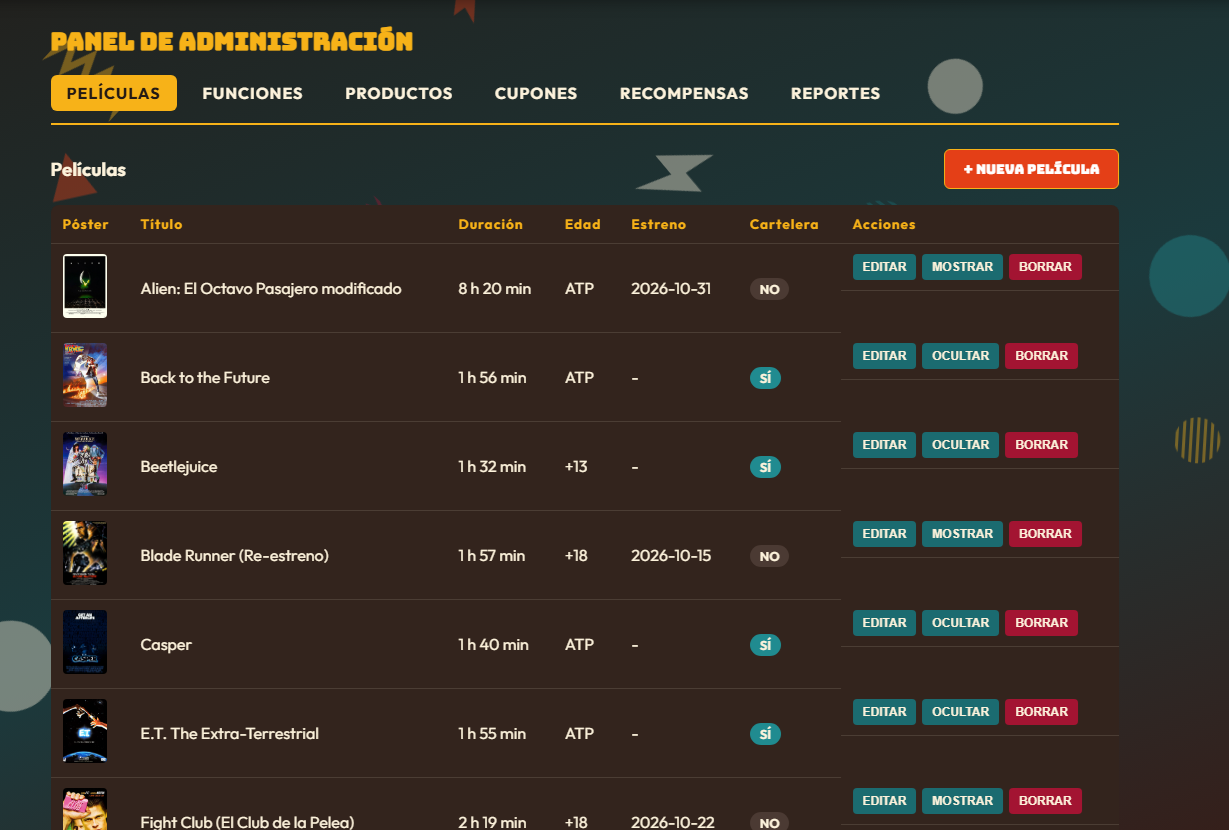 PANEL DE ADMINISTRACIÓN
PELÍCULAS FUNCIONES PRODUCTOS CUPONES RECOMPENSAS REPORTES
Películas + NUEVA PELÍCULA
Póster Título Duración Edad Estreno Cartelera Acciones
Alien: El Octavo Pasajero modificado 8 h 20 min ATP 2026-10-31 NO EDITAR MOSTRAR BORRAR
Back to the Future 1 h 56 min ATP - SÍ EDITAR OCULTAR BORRAR
Beetlejuice 1 h 32 min +13 - SÍ EDITAR OCULTAR BORRAR
Blade Runner (Re-estreno) 1 h 57 min +18 2026-10-15 NO EDITAR MOSTRAR BORRAR
CASPER
Casper 1 h 40 min ATP - SÍ EDITAR OCULTAR BORRAR
E.T. The Extra-Terrestrial 1 h 55 min ATP - SÍ EDITAR OCULTAR BORRAR
Fight Club (El Club de la Pelea) 2 h 19 min +18 2026-10-22 NO EDITAR MOSTRAR BORRAR